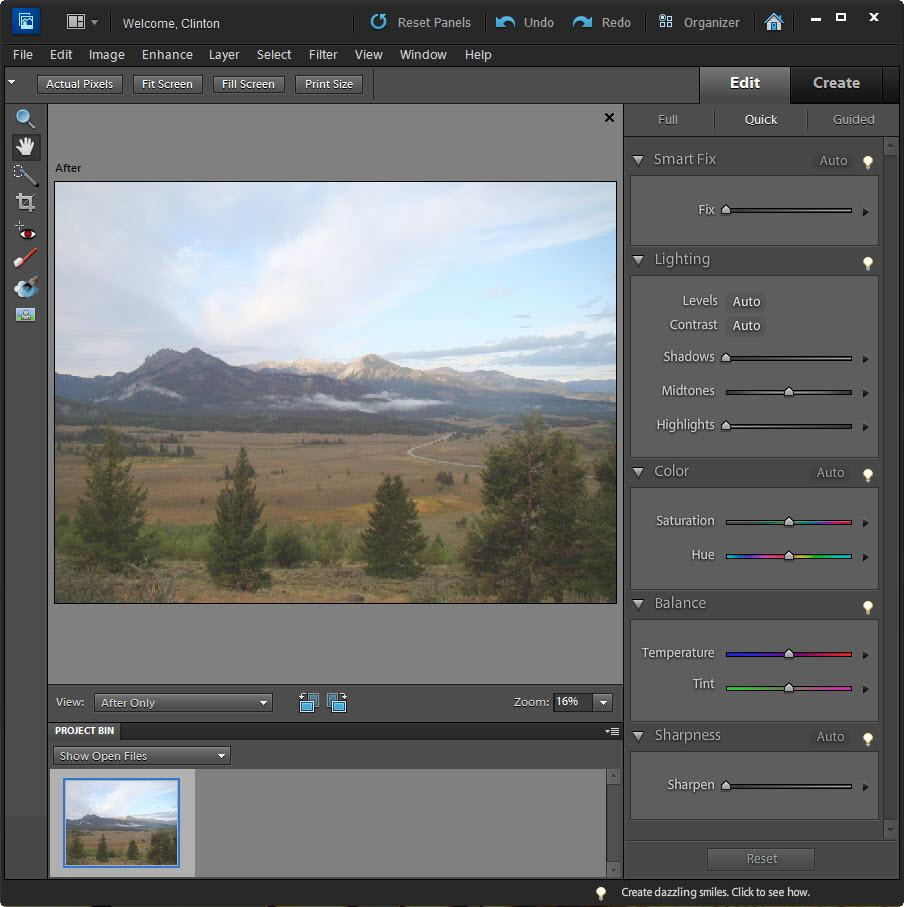 Welcome, Clinton
Reset Panels
Undo
Redo
Organizer
File Edit Image Enhance Layer Select Filter View Window Help
Actual Pixels Fit Screen Fill Screen Print Size
Edit Create
Full Quick Guided
After
Smart Fix Auto
Fix
Lighting
Levels Auto
Contrast Auto
Shadows
Midtones
Highlights
Color Auto
Saturation
Hue
Balance
Temperature
Tint
Sharpness Auto
Sharpen
Reset
View: After Only Zoom: 16%
PROJECT BIN
Show Open Files
Create dazzling smiles. Click to see how.